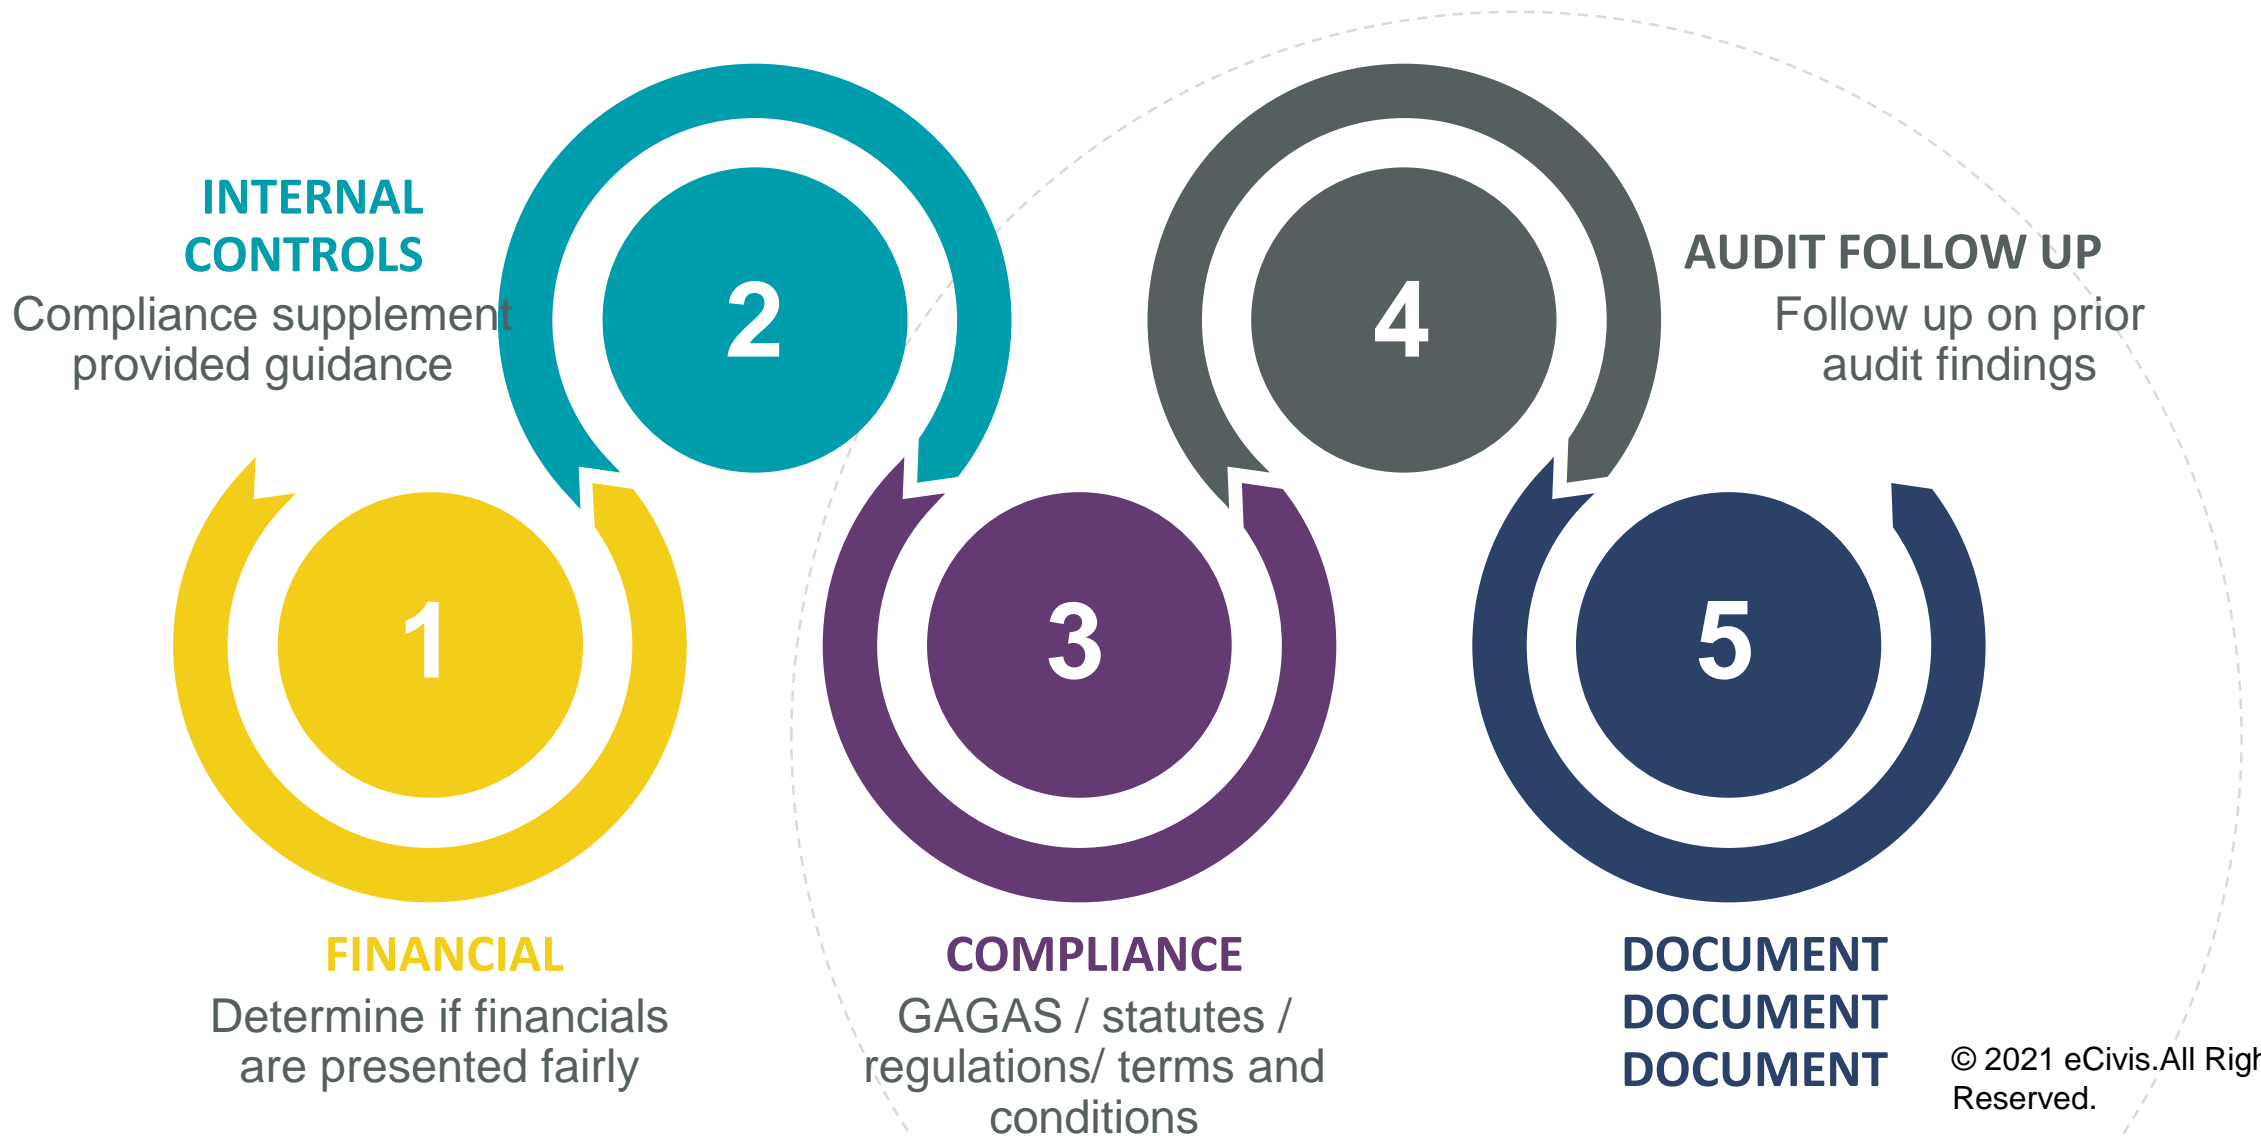 1
FINANCIAL
Determine if financials
are presented fairly
INTERNAL
CONTROLS
Compliance supplement
provided guidance
2
3
COMPLIANCE
GAGAS / statutes /
regulations/ terms and
conditions
4
AUDIT FOLLOW UP
Follow up on prior
audit findings
5
DOCUMENT
DOCUMENT
DOCUMENT
© 2021 eCivis.All
Reserved.